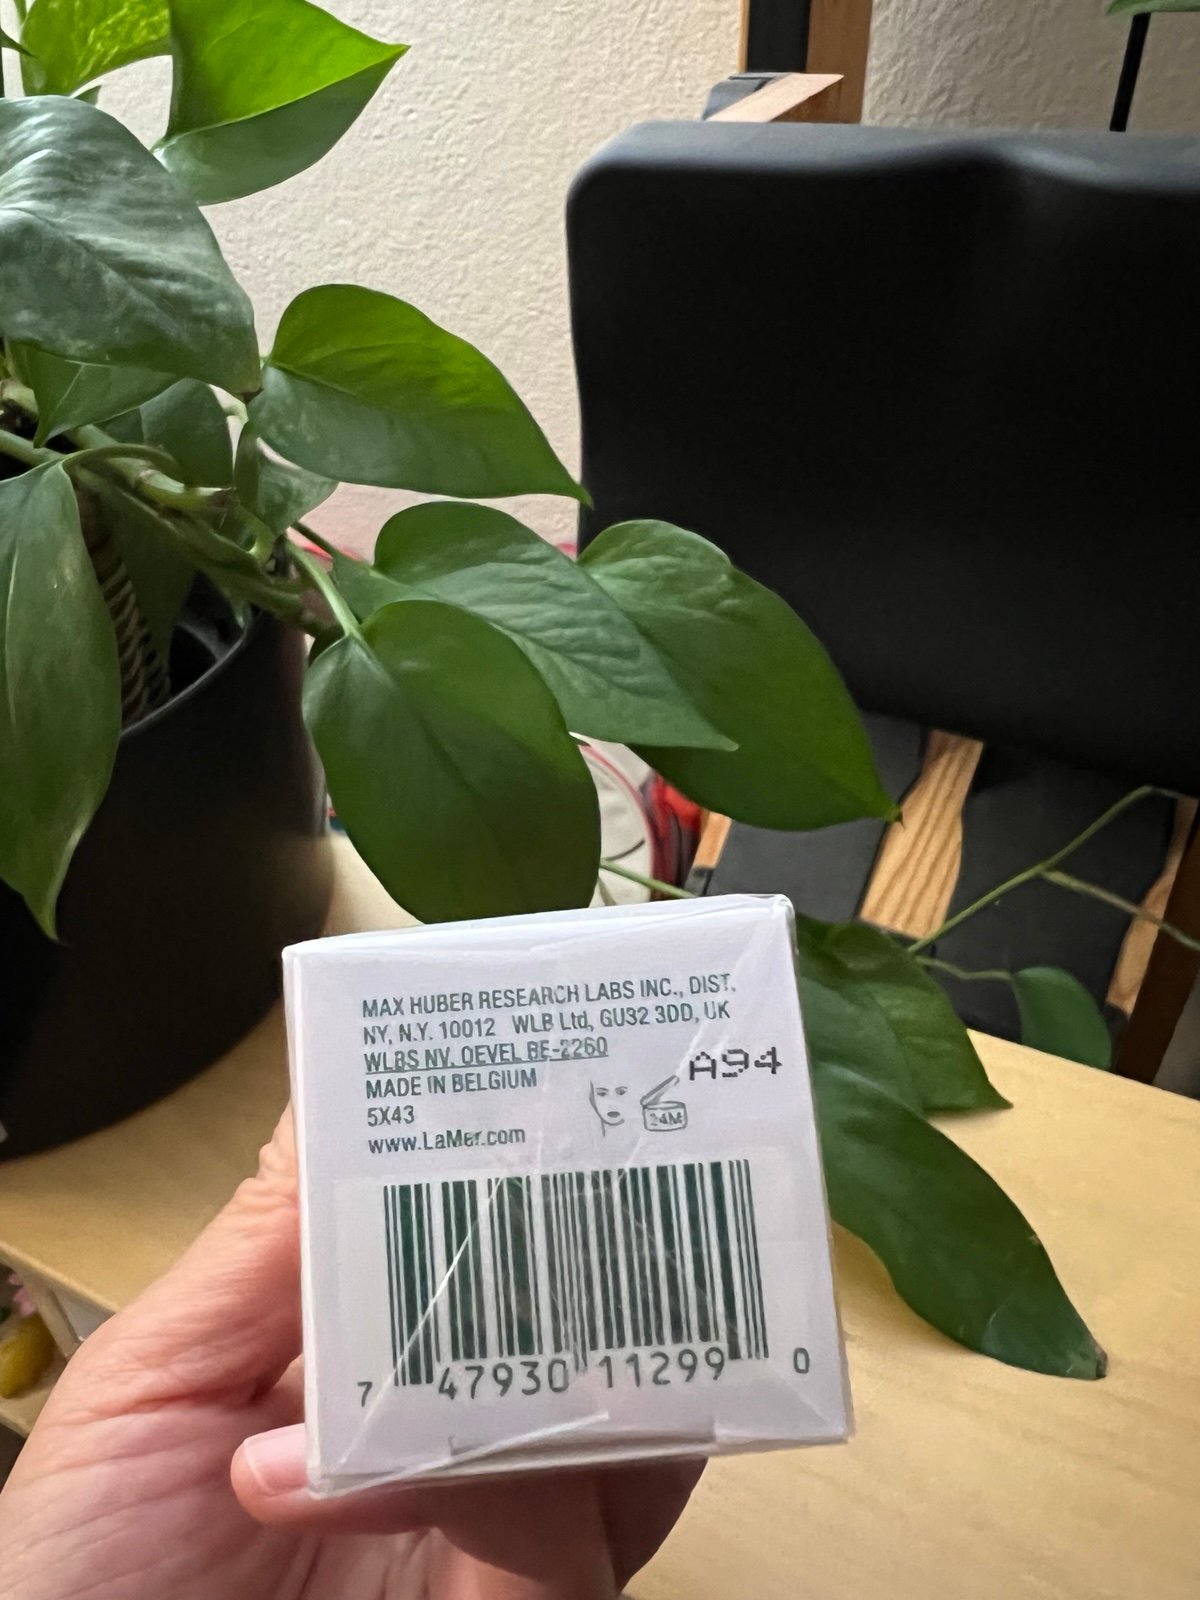 MAX HUBER RESEARCH LABS INC., DIST.
NY, N.Y. 10012 WLB Ltd, GU32 3DD, UK
WLBS NV. OEVEL BE-2260
MADE IN BELGIUM
A94
5X43
24M
www.LaMer.com
7 47930 11299 0